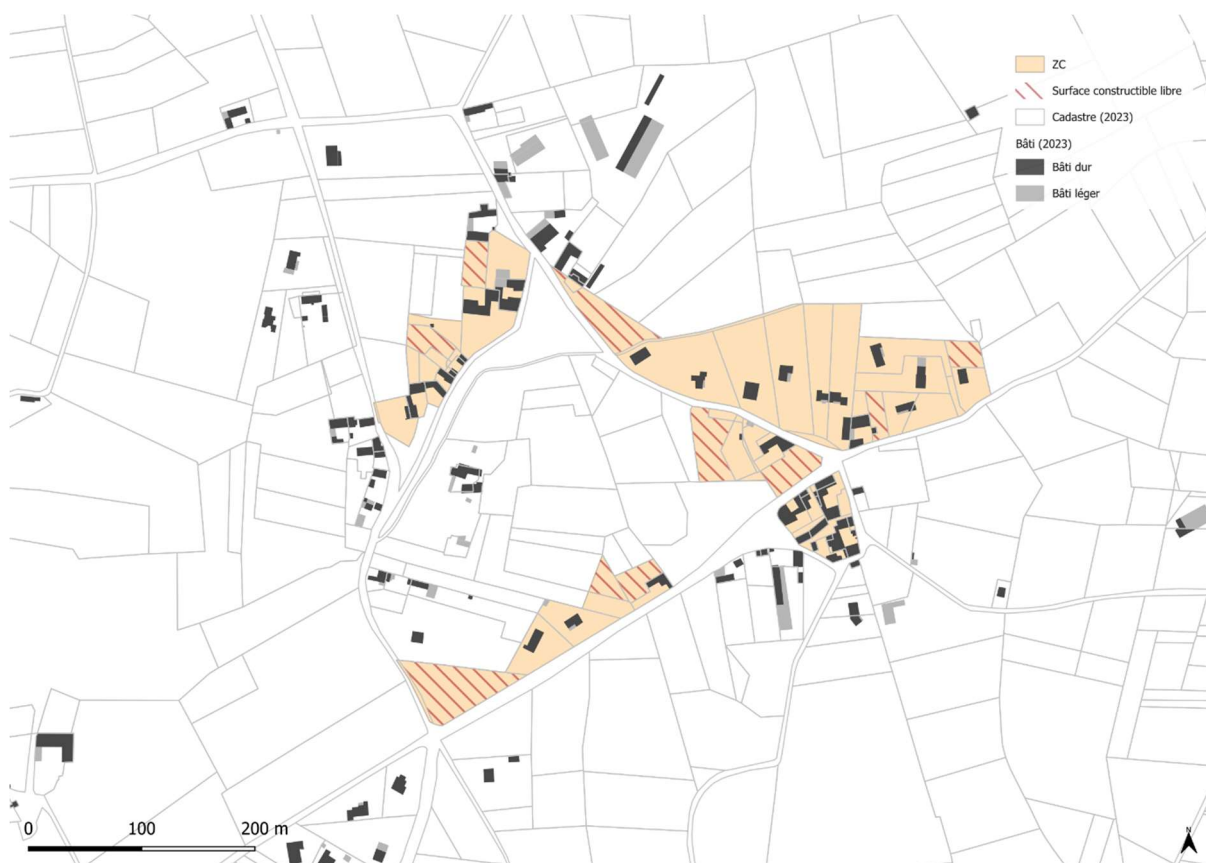 ZC
Surface constructible libre
Cadastre (2023)
Bâti (2023)
Bâti dur
Bâti léger
0 100 200 m
N